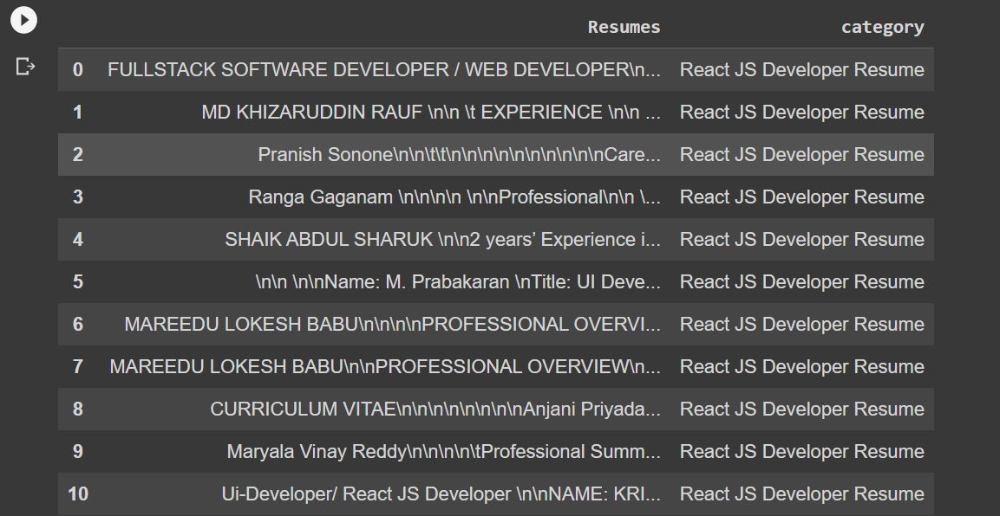 Resumes category
0 FULLSTACK SOFTWARE DEVELOPER / WEB DEVELOPER\n... React JS Developer Resume
1 MD KHIZARUDDIN RAUF \n\n \t EXPERIENCE \n\n ... React JS Developer Resume
2 Pranish Sonone\n\n\t\t\n\n\n\n\n\n\n\n\n\nCare... React JS Developer Resume
3 Ranga Gaganam \n\n\n\n \n\nProfessional\n\n \... React JS Developer Resume
4 SHAIK ABDUL SHARUK \n\n2 years’ Experience i... React JS Developer Resume
5 \n\n \n\nName: M. Prabakaran \nTitle: UI Deve... React JS Developer Resume
6 MAREEDU LOKESH BABU\n\n\n\nPROFESSIONAL OVERVI... React JS Developer Resume
7 MAREEDU LOKESH BABU\n\nPROFESSIONAL OVERVIEW\n... React JS Developer Resume
8 CURRICULUM VITAE\n\n\n\n\n\n\n\nAnjani Priyada... React JS Developer Resume
9 Maryala Vinay Reddy\n\n\n\n\tProfessional Summ... React JS Developer Resume
10 Ui-Developer/ React JS Developer \n\nNAME: KRI... React JS Developer Resume